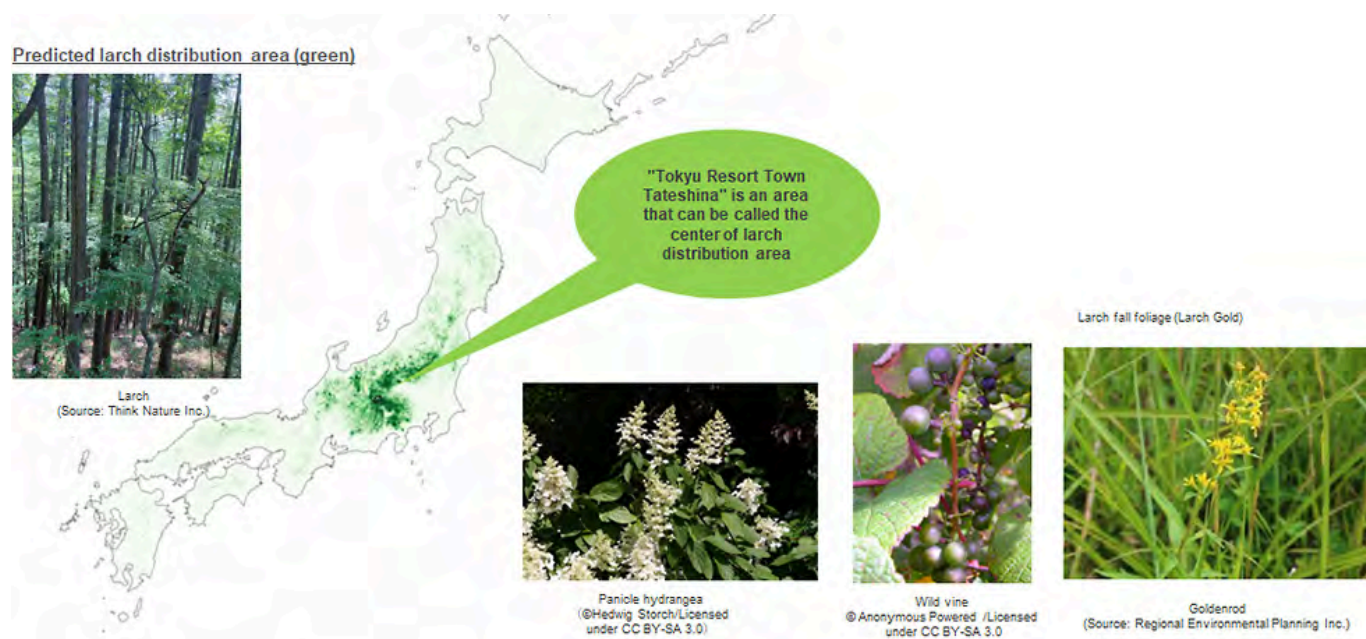 Predicted larch distribution area (green)
Larch
(Source: Think Nature Inc.)
"Tokyu Resort Town
Tateshina" is an area
that can be called the
center of larch
distribution area
Larch fall foliage (Larch Gold)
Panicle hydrangea
(©Hedwig Storch/Licensed
under CC BY-SA 3.0)
Wild vine
© Anonymous Powered /Licensed
under CC BY-SA 3.0
Goldenrod
(Source: Regional Environmental Planning Inc.)